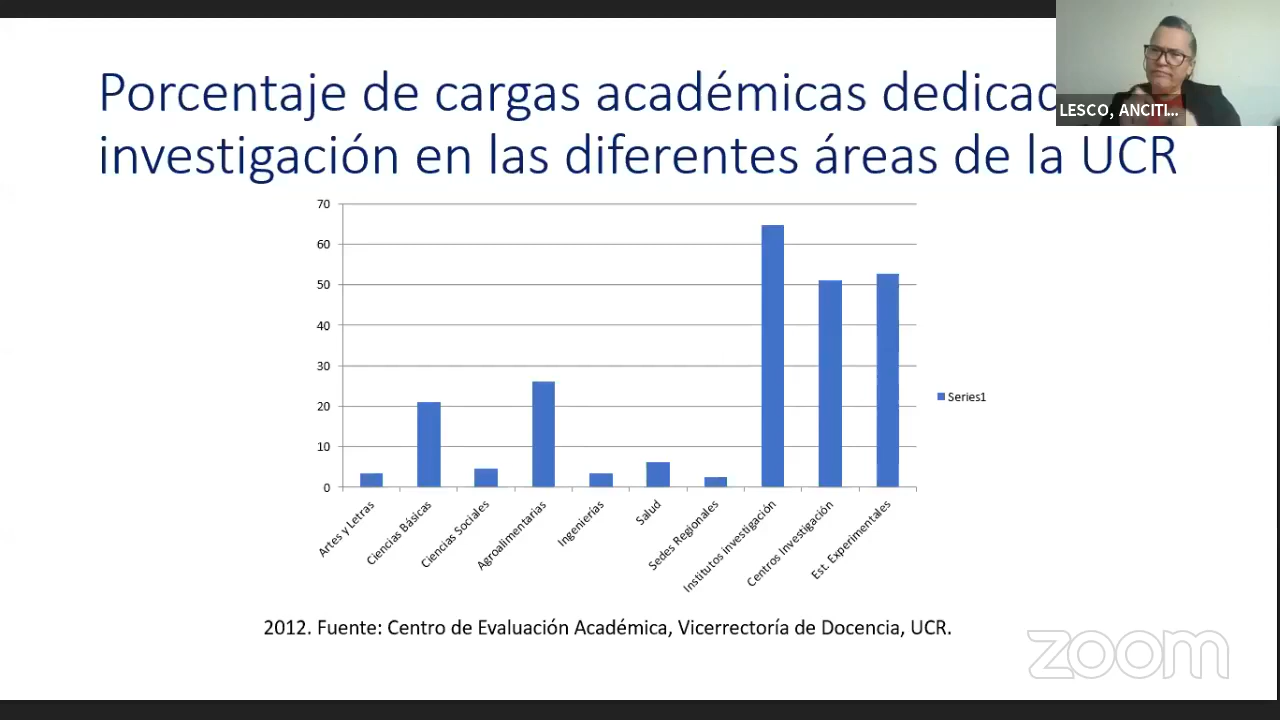 Porcentaje de cargas académicas dedicad
investigación en las diferentes áreas de la UCR
LESCO, ANCITI...
70
60
50
40
30
20
10
0
Series1
Artes y Letras
Ciencias Básicas
Ciencias Sociales
Agroalimentarias
Ingenierías
Salud
Sedes Regionales
Institutos investigación
Centros Investigación
Est. Experimentales
2012. Fuente: Centro de Evaluación Académica, Vicerrectoría de Docencia, UCR.
zoom